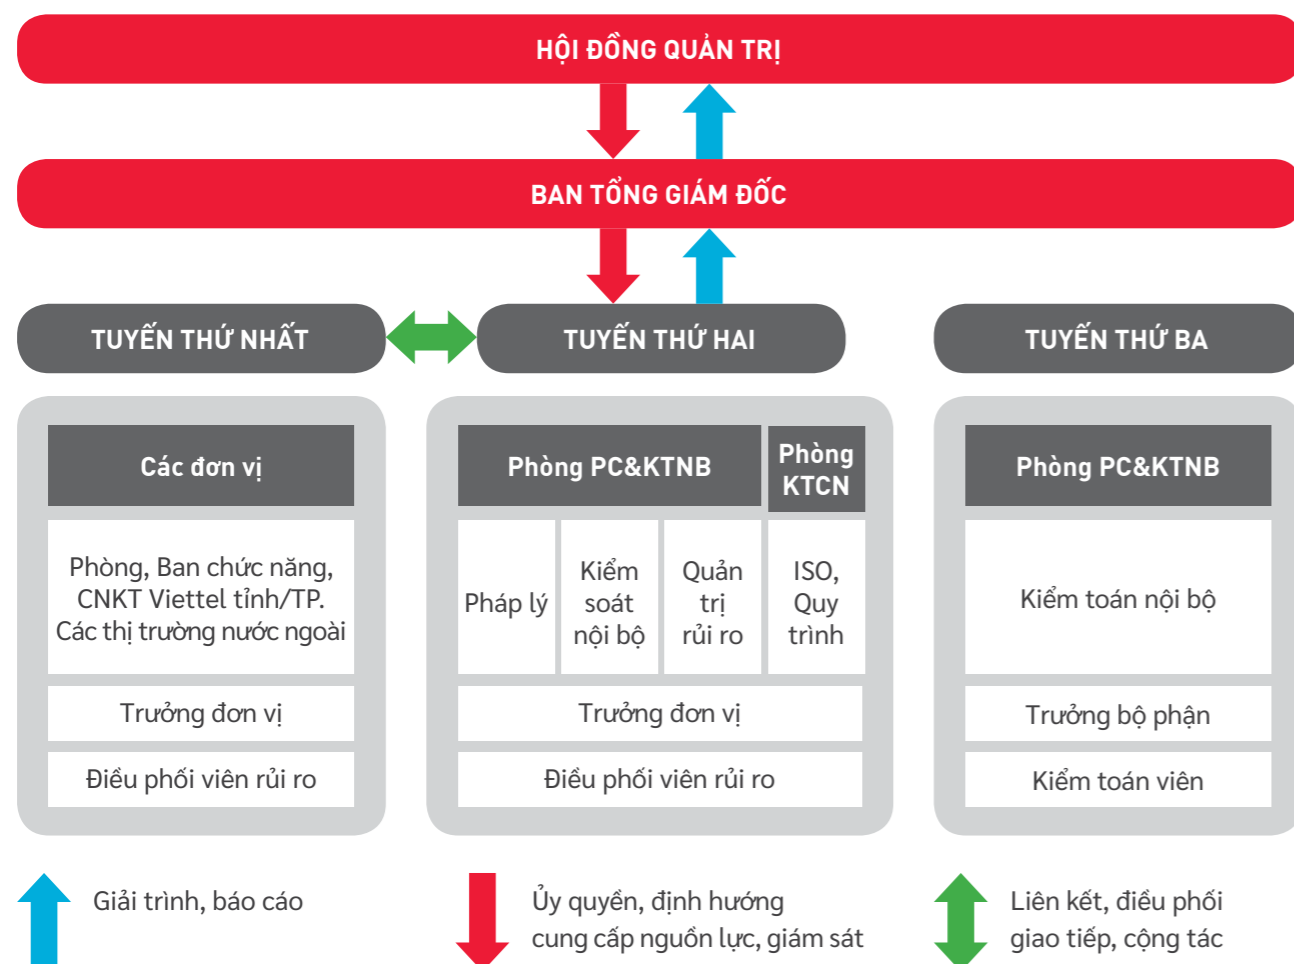 HỘI ĐỒNG QUẢN TRỊ
BAN TỔNG GIÁM ĐỐC
TUYẾN THỨ NHẤT
TUYẾN THỨ HAI
TUYẾN THỨ BA
Các đơn vị
Phòng, Ban chức năng,
CNKT Viettel tỉnh/TP.
Các thị trường nước ngoài
Trưởng đơn vị
Điều phối viên rủi ro
Phòng PC&KTNB
Phòng
KTCN
Pháp lý
Kiểm
soát
nội bộ
Quản
trị
rủi ro
ISO,
Quy
trình
Trưởng đơn vị
Điều phối viên rủi ro
Phòng PC&KTNB
Kiểm toán nội bộ
Trưởng bộ phận
Kiểm toán viên
Giải trình, báo cáo
Ủy quyền, định hướng
cung cấp nguồn lực, giám sát
Liên kết, điều phối
giao tiếp, cộng tác